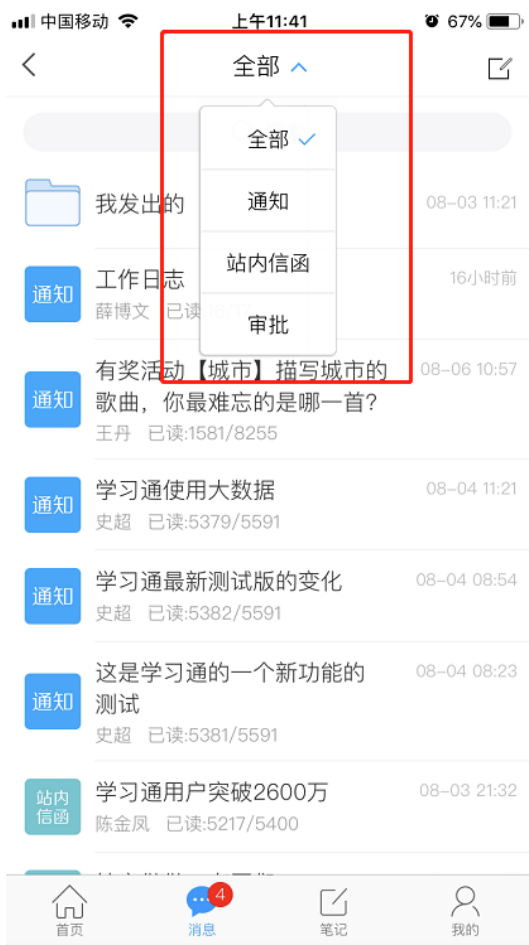 中国移动 上午11:41 67%
全部
全部
通知
站内信函
审批
我发出的 08-03 11:21
通知 工作日志 16小时前
薛博文 已读
通知 有奖活动【城市】描写城市的 08-06 10:57
歌曲，你最难忘的是哪一首？
王丹 已读:1581/8255
通知 学习通使用大数据 08-04 11:21
史超 已读:5379/5591
通知 学习通最新测试版的变化 08-04 08:54
史超 已读:5382/5591
通知 这是学习通的一个新功能的 08-04 08:23
测试
史超 已读:5381/5591
站内
信函
学习通用户突破2600万 08-03 21:32
陈金凤 已读:5217/5400
4
首页 消息 笔记 我的